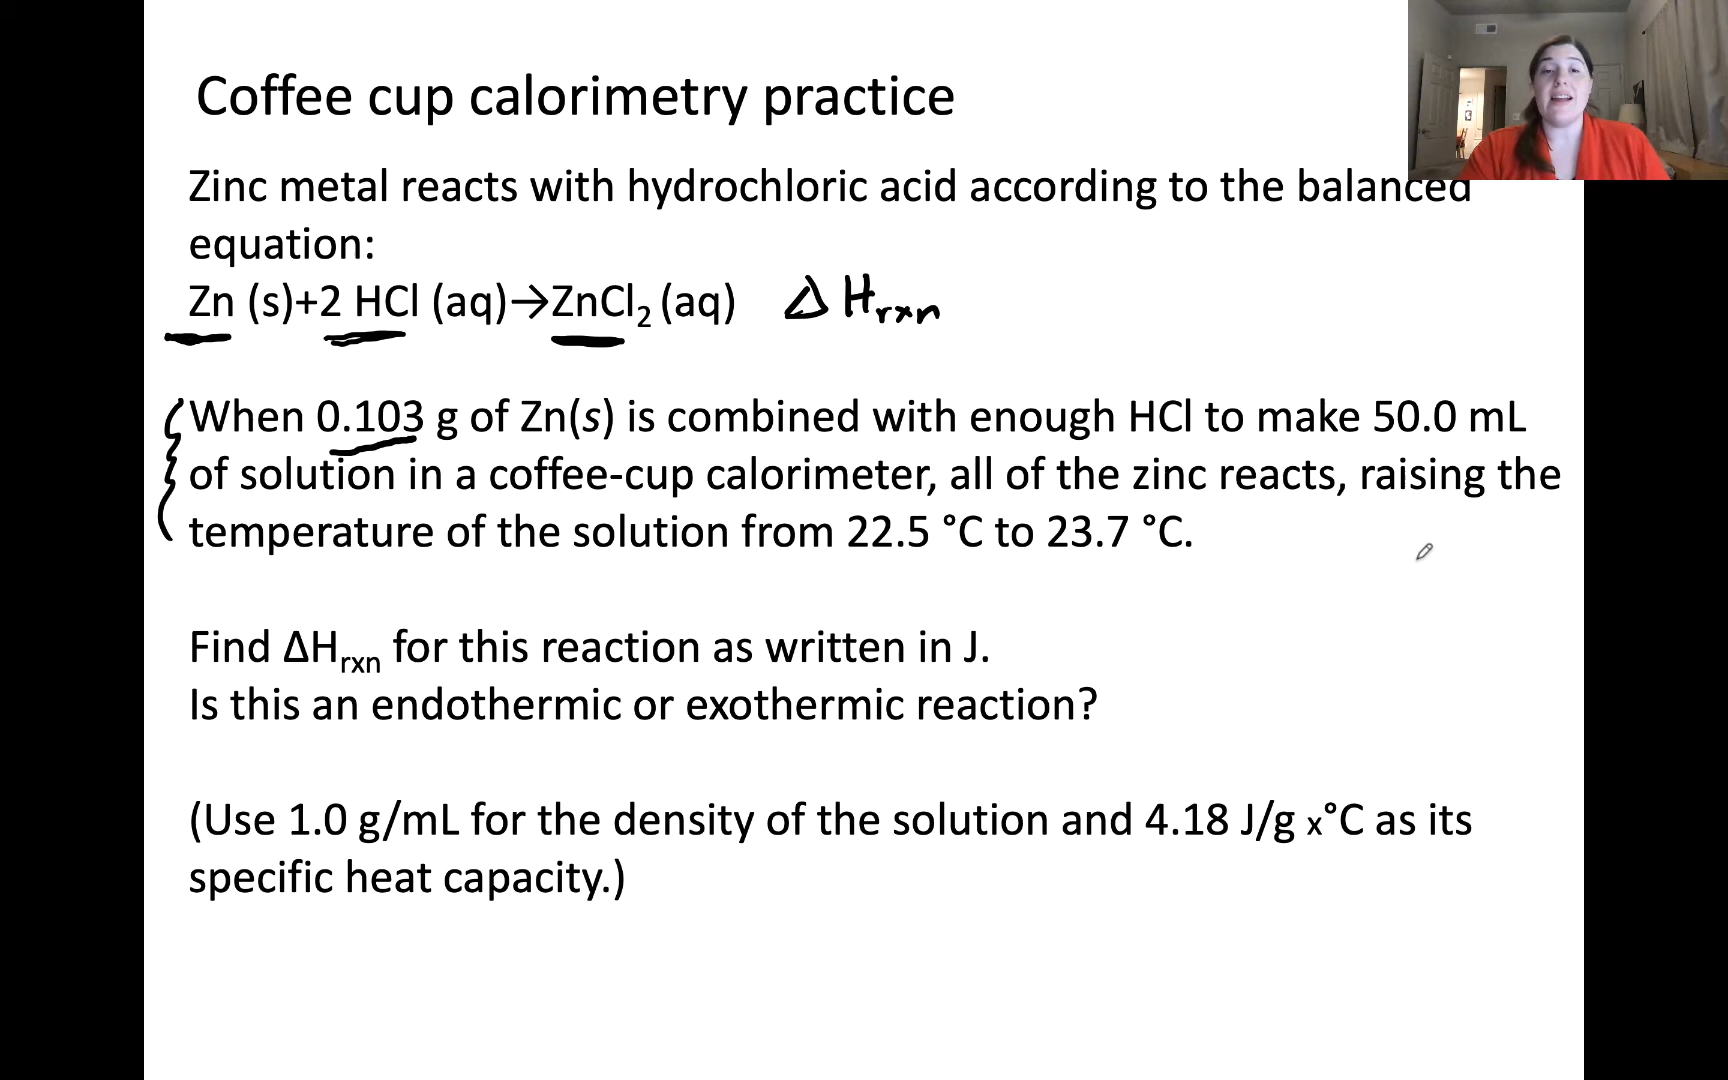 Coffee cup calorimetry practice
Zinc metal reacts with hydrochloric acid according to the balanced
equation:
Zn (s)+2 HCl (aq)→ZnCl₂ (aq) Δ Hrxn
When 0.103 g of Zn(s) is combined with enough HCl to make 50.0 mL
of solution in a coffee-cup calorimeter, all of the zinc reacts, raising the
temperature of the solution from 22.5 °C to 23.7 °C.
Find ΔHrxn for this reaction as written in J.
Is this an endothermic or exothermic reaction?
(Use 1.0 g/mL for the density of the solution and 4.18 J/g x°C as its
specific heat capacity.)